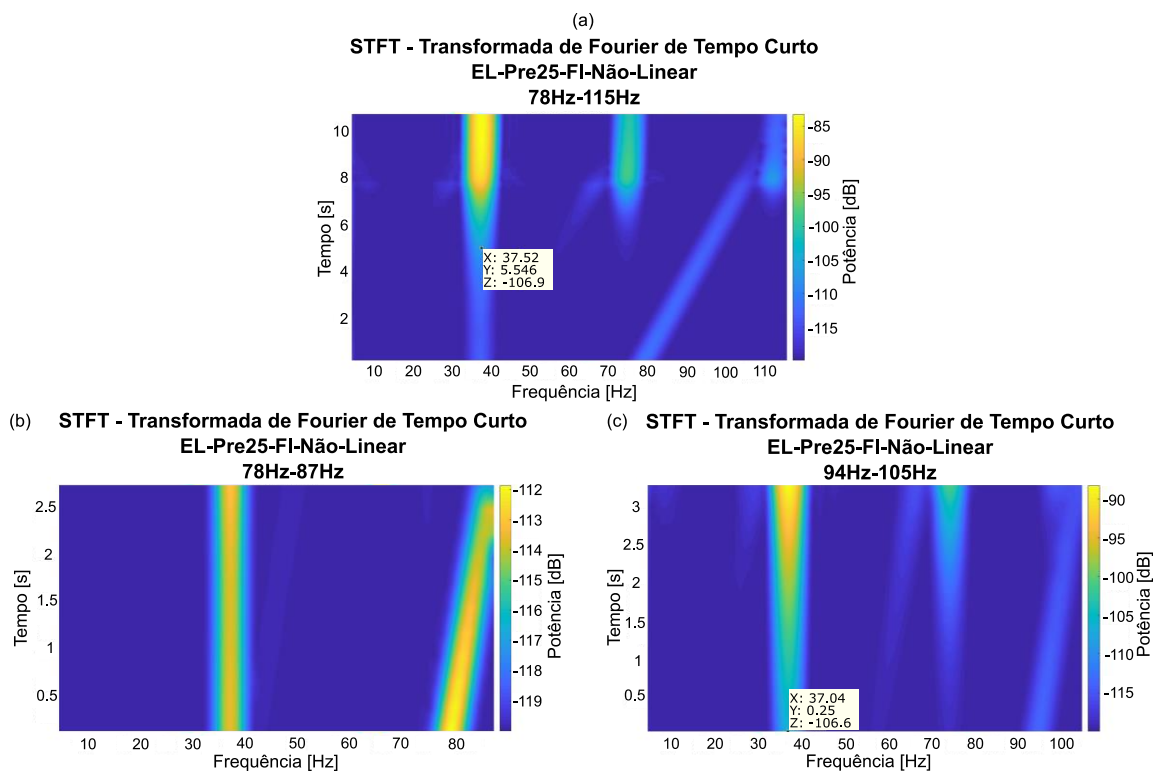 (a)
STFT - Transformada de Fourier de Tempo Curto
EL-Pre25-FI-Não-Linear
78Hz-115Hz
Tempo [s]
10
8
6
4
2
X: 37.52
Y: 5.546
Z: -106.9
10 20 30 40 50 60 70 80 90 100 110
Frequência [Hz]
-85
-90
-95
-100
-105
-110
-115
Potência [dB]
(b)
STFT - Transformada de Fourier de Tempo Curto
EL-Pre25-FI-Não-Linear
78Hz-87Hz
Tempo [s]
2.5
2
1.5
1
0.5
10 20 30 40 50 60 70 80
Frequência [Hz]
-112
-113
-114
-115
-116
-117
-118
-119
Potência [dB]
(c)
STFT - Transformada de Fourier de Tempo Curto
EL-Pre25-FI-Não-Linear
94Hz-105Hz
Tempo [s]
3
2.5
2
1.5
1
0.5
X: 37.04
Y: 0.25
Z: -106.6
10 20 30 40 50 60 70 80 90 100
Frequência [Hz]
-90
-95
-100
-105
-110
-115
Potência [dB]